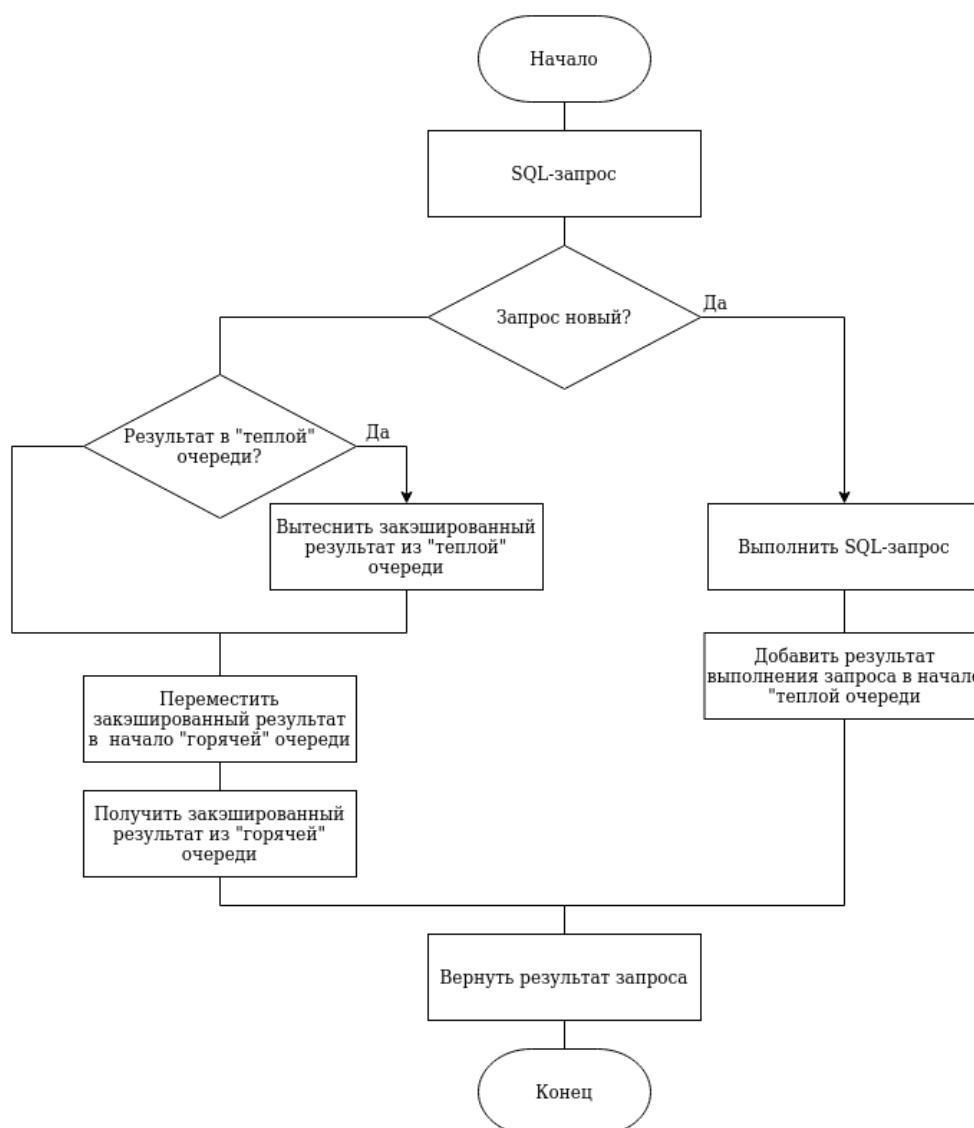 Начало
SQL-запрос
Запрос новый?
Да
Результат в "теплой"
очереди?
Да
Вытеснить закэшированный
результат из "теплой"
очереди
Выполнить SQL-запрос
Добавить результат
выполнения запроса в начало
"теплой очереди
Переместить
закэшированный результат
в начало "горячей" очереди
Получить закэшированный
результат из "горячей"
очереди
Вернуть результат запроса
Конец